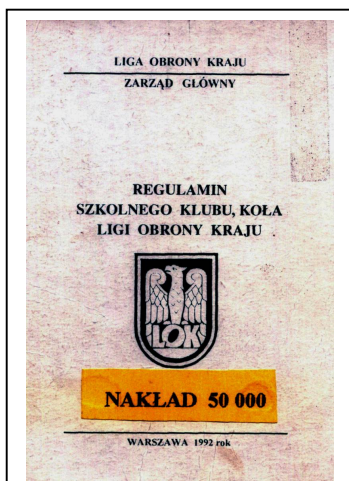 LIGA OBRONY KRAJU
ZARZĄD GŁÓWNY
REGULAMIN
SZKOLNEGO KLUBU, KOŁA
LIGI OBRONY KRAJU
LOK
NAKŁAD 50 000
WARSZAWA 1992 rok